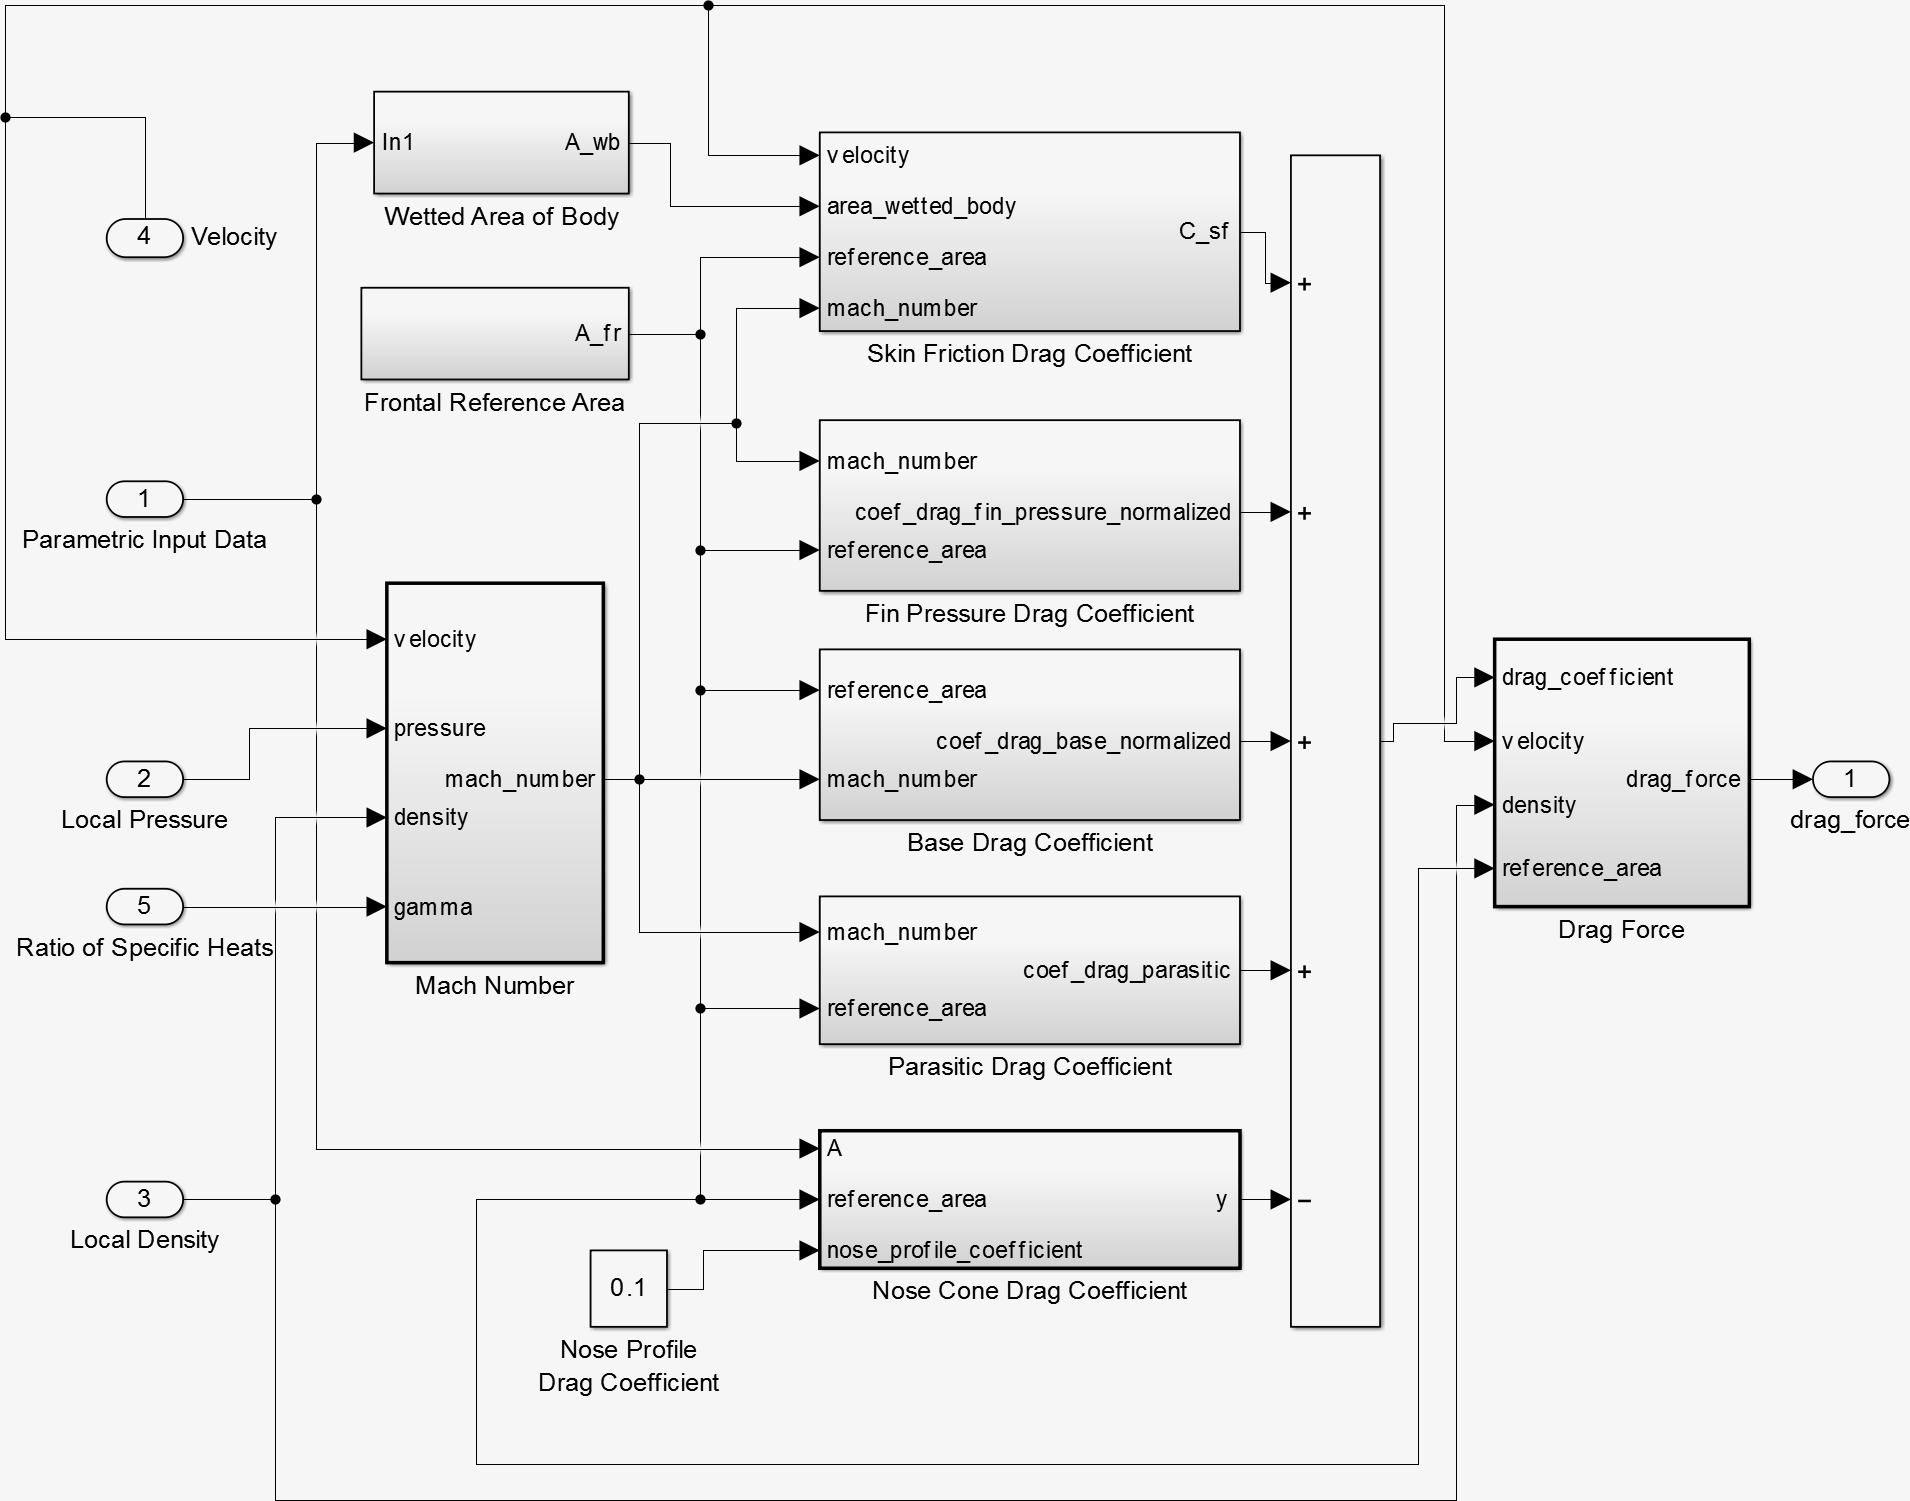 In1
A_wb
Wetted Area of Body
velocity
area_wetted_body
reference_area
mach_number
C_sf
Skin Friction Drag Coefficient
4
Velocity
A_fr
Frontal Reference Area
+
mach_number
coef_drag_fin_pressure_normalized
reference_area
Fin Pressure Drag Coefficient
+
1
Parametric Input Data
velocity
pressure
mach_number
density
gamma
Mach Number
2
Local Pressure
5
Ratio of Specific Heats
reference_area
coef_drag_base_normalized
mach_number
Base Drag Coefficient
+
drag_coefficient
velocity
drag_force
density
reference_area
Drag Force
1
drag_force
mach_number
coef_drag_parasitic
reference_area
Parasitic Drag Coefficient
+
3
Local Density
A
reference_area
y
nose_profile_coefficient
Nose Cone Drag Coefficient
−
0.1
Nose Profile
Drag Coefficient